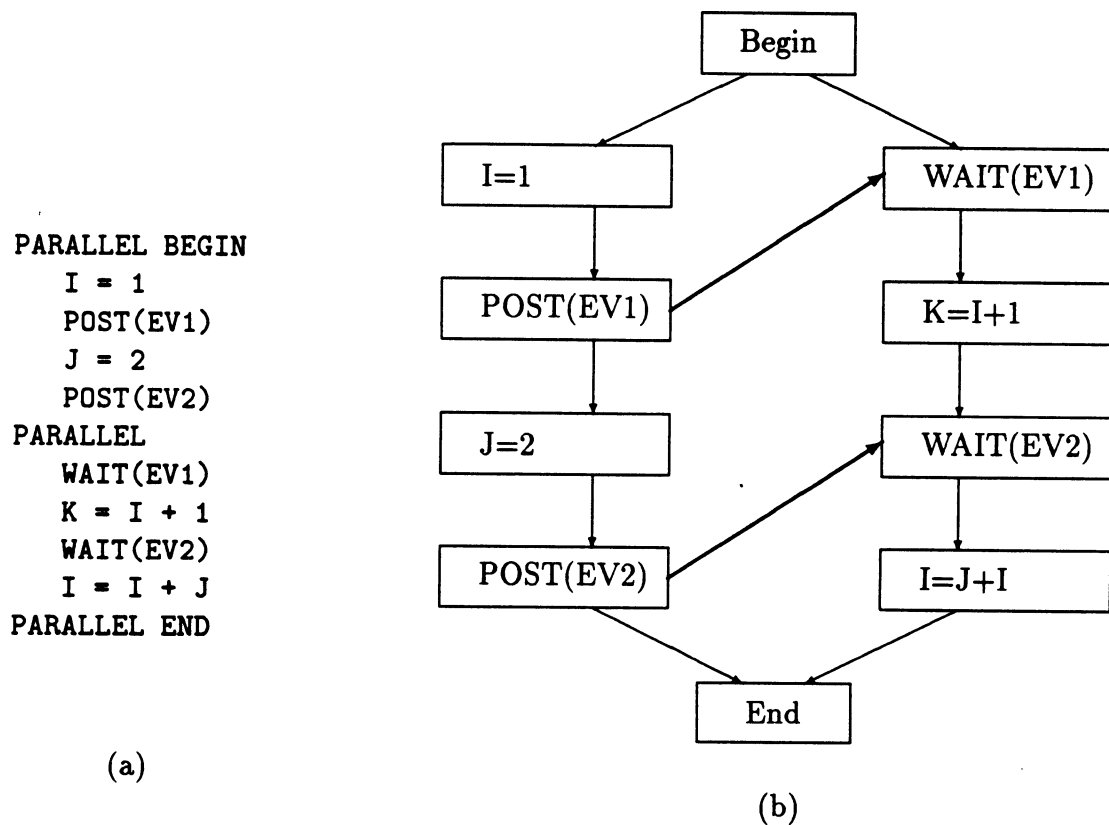 PARALLEL BEGIN
I = 1
POST(EV1)
J = 2
POST(EV2)
PARALLEL
WAIT(EV1)
K = I + 1
WAIT(EV2)
I = I + J
PARALLEL END
(a)
Begin
I=1
WAIT(EV1)
POST(EV1)
K=I+1
J=2
WAIT(EV2)
POST(EV2)
I=J+I
End
(b)